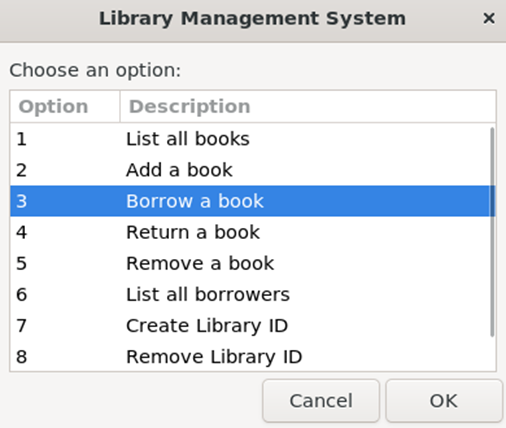 Library Management System ×
Choose an option:
Option Description
1 List all books
2 Add a book
3 Borrow a book
4 Return a book
5 Remove a book
6 List all borrowers
7 Create Library ID
8 Remove Library ID
Cancel OK